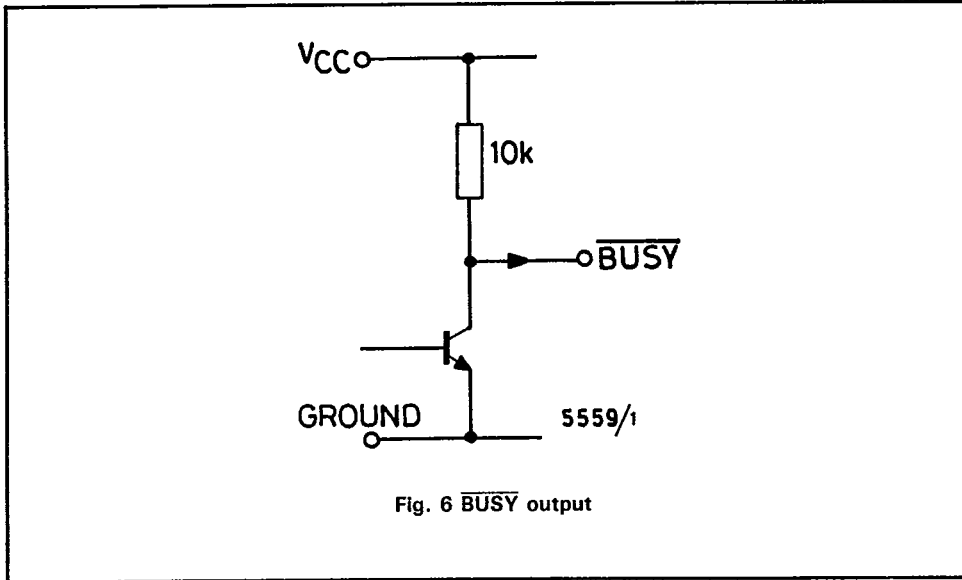 VCC
10k
BUSY
GROUND
5559/1
Fig. 6 BUSY output